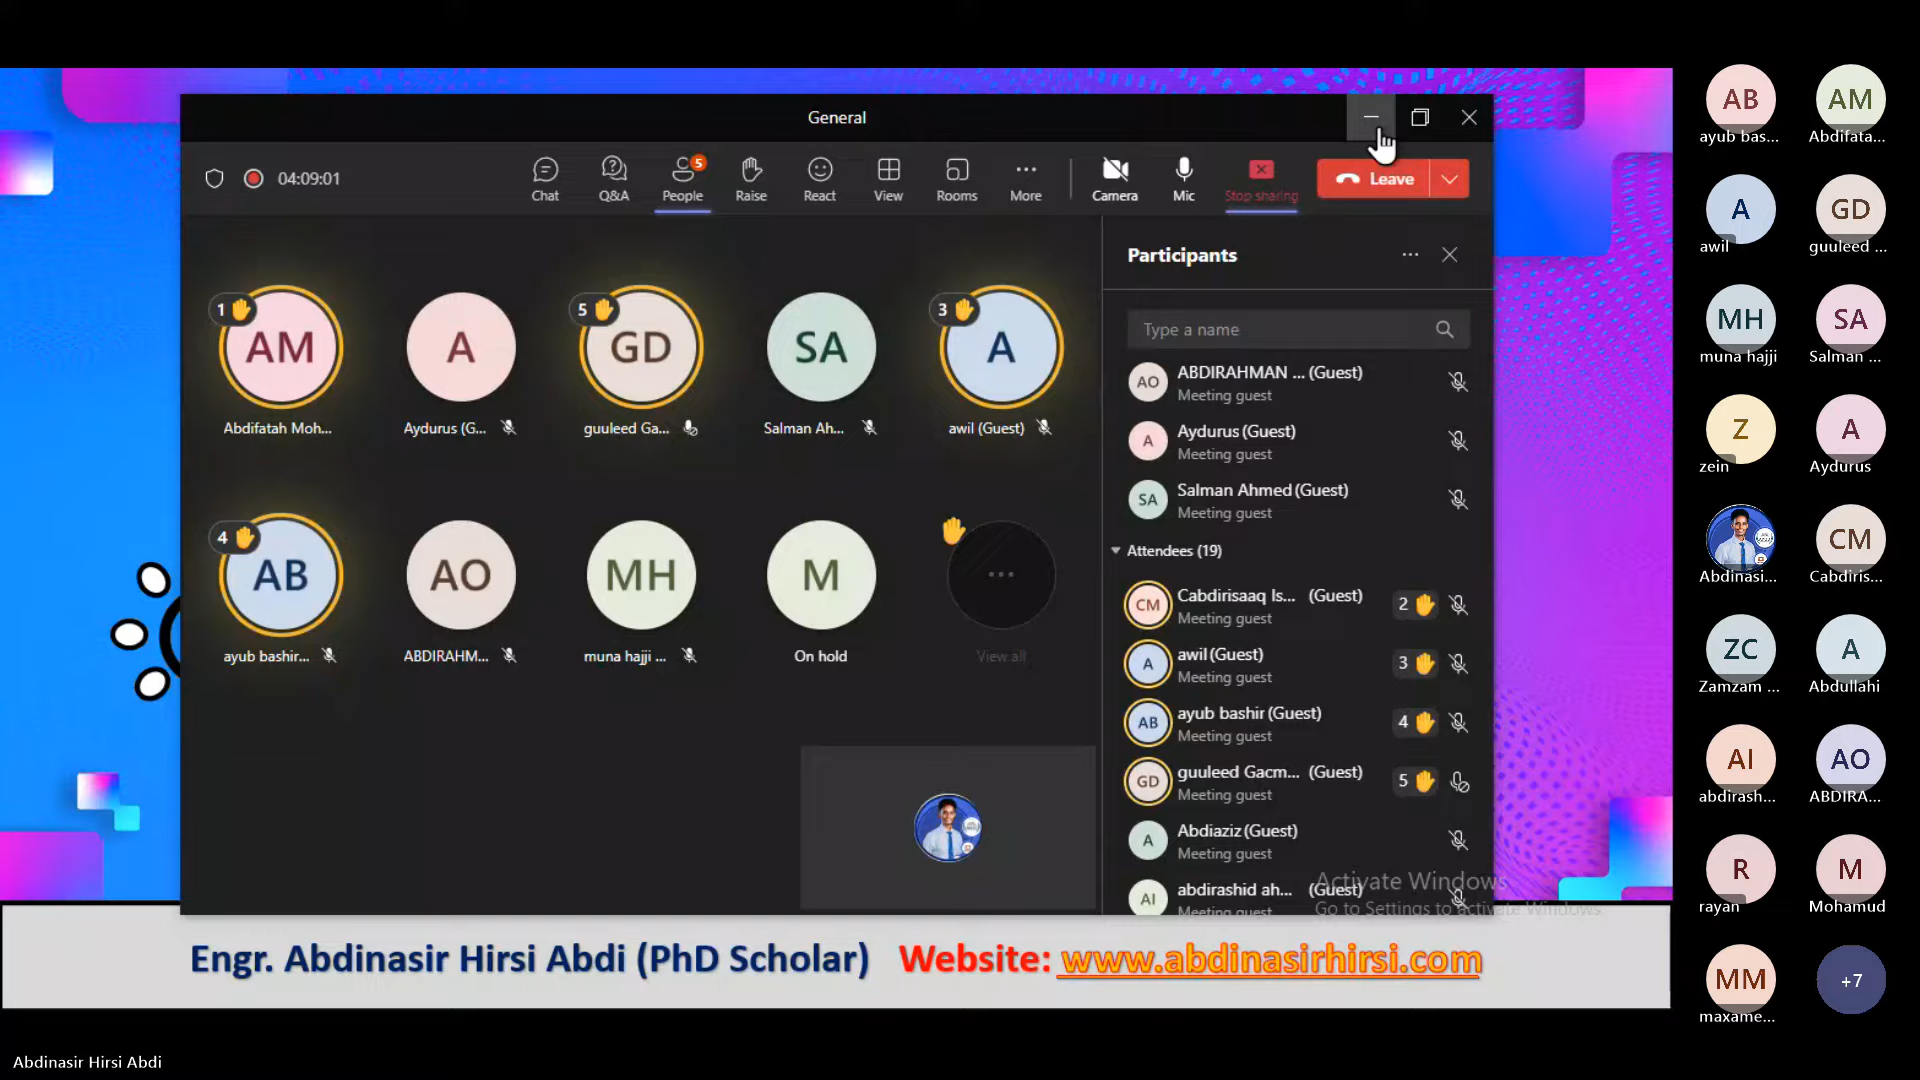 General
04:09:01
Chat
Q&A
5
People
Raise
React
View
Rooms
More
Camera
Mic
Stop sharing
Leave
1
AM
Abdifatah Moh...
A
Aydurus (G...
5
GD
guuleed Ga...
SA
Salman Ah...
3
A
awil (Guest)
4
AB
ayub bashir...
AO
ABDIRAHM...
MH
muna hajji ...
M
On hold
...
View all
Participants
Type a name
AO
ABDIRAHMAN ... (Guest)
Meeting guest
A
Aydurus (Guest)
Meeting guest
SA
Salman Ahmed (Guest)
Meeting guest
Attendees (19)
CM
Cabdirisaaq Is... (Guest)
2
Meeting guest
A
awil (Guest)
3
Meeting guest
AB
ayub bashir (Guest)
4
Meeting guest
GD
guuleed Gacm... (Guest)
5
Meeting guest
A
Abdiaziz (Guest)
Meeting guest
AI
abdirashid ah... (Guest)
Meeting guest
Activate Windows
Go to Settings to activate Windows.
Engr. Abdinasir Hirsi Abdi (PhD Scholar) Website: www.abdinasirhirsi.com
AB
ayub bas...
AM
Abdifata...
A
awil
GD
guuleed ...
MH
muna hajji
SA
Salman ...
Z
zein
A
Aydurus
Abdinasi...
CM
Cabdiris...
ZC
Zamzam ...
A
Abdullahi
AI
abdirash...
AO
ABDIRA...
R
rayan
M
Mohamud
MM
maxame...
+7
Abdinasir Hirsi Abdi